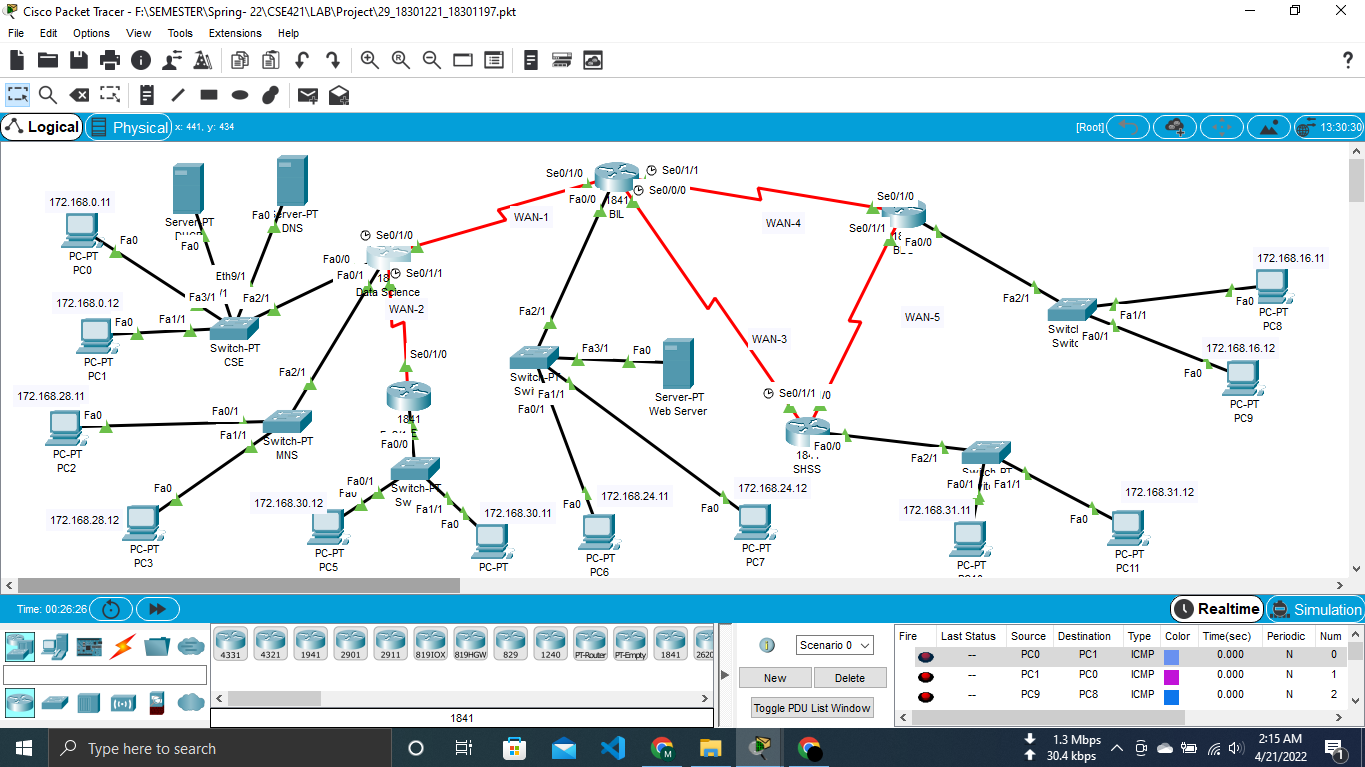 Cisco Packet Tracer - F:\SEMESTER\Spring- 22\CSE421\LAB\Project\29_18301221_18301197.pkt
File Edit Options View Tools Extensions Help
?
Logical Physical x: 441, y: 434 [Root] 13:30:30
172.168.0.11
Fa0
PC-PT
PC0
Server-PT
Fa0
Fa0
DNS
172.168.0.12
Fa0
Fa1/1
PC-PT
PC1
Eth9/1
Fa3/1
Fa2/1
Switch-PT
CSE
Fa0/0
Fa0/1
Se0/1/0
Se0/1/1
Data Science
WAN-1
WAN-2
172.168.28.11
Fa0
PC-PT
PC2
Fa2/1
Fa0/1
Fa1/1
Switch-PT
MNS
Fa0
172.168.28.12
PC-PT
PC3
Se0/1/0
1841
Fa0/0
Switch-PT
Fa0/1
Fa1/1
172.168.30.12
Fa0
PC-PT
PC5
172.168.30.11
Fa0
PC-PT
Se0/1/0
Se0/1/1
Se0/0/0
Fa0/0
1841
BIL
WAN-4
WAN-3
WAN-5
Fa2/1
Fa3/1
Fa0
Fa1/1
Fa0/1
Server-PT
Web Server
172.168.24.11
Fa0
PC-PT
PC6
172.168.24.12
Fa0
PC-PT
PC7
Se0/1/0
Se0/1/1
Fa0/0
Fa2/1
Fa1/1
Fa0/1
172.168.16.11
Fa0
PC-PT
PC8
172.168.16.12
Fa0
PC-PT
PC9
Se0/1/1
Fa0/0
SHSS
Fa2/1
Fa0/1
Fa1/1
172.168.31.11
PC-PT
172.168.31.12
Fa0
PC-PT
PC11
Time: 00:26:26 Realtime Simulation
4331 4321 1941 2901 2911 819IOX 819HGW 829 1240 PT-Router PT-Empty 1841 2620
1841
Scenario 0
New Delete
Toggle PDU List Window
Fire Last Status Source Destination Type Color Time(sec) Periodic Num
-- PC0 PC1 ICMP 0.000 N 0
-- PC1 PC0 ICMP 0.000 N 1
-- PC9 PC8 ICMP 0.000 N 2
Type here to search
1.3 Mbps
30.4 kbps
2:15 AM
4/21/2022
1